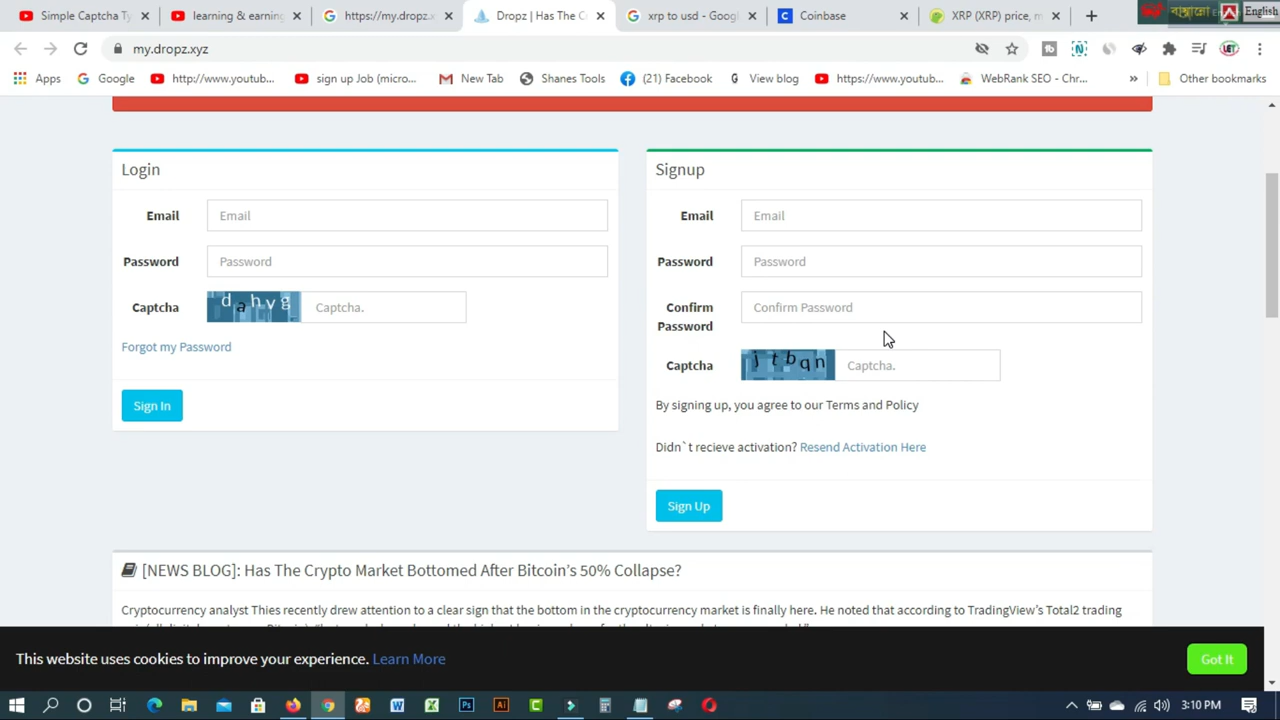 Simple Captcha Ty
learning & earning
https://my.dropz.x
Dropz | Has The C
xrp to usd - Googl
Coinbase
XRP (XRP) price, m
English
my.dropz.xyz
Apps
Google
http://www.youtub...
sign up Job (micro...
New Tab
Shanes Tools
(21) Facebook
View blog
https://www.youtu...
WebRank SEO - Chr...
Other bookmarks
Login
Email
Email
Password
Password
Captcha
dahvg
Captcha.
Forgot my Password
Sign In
Signup
Email
Email
Password
Password
Confirm
Password
Confirm Password
Captcha
jtbqn
Captcha.
By signing up, you agree to our Terms and Policy
Didn`t recieve activation? Resend Activation Here
Sign Up
[NEWS BLOG]: Has The Crypto Market Bottomed After Bitcoin's 50% Collapse?
Cryptocurrency analyst Thies recently drew attention to a clear sign that the bottom in the cryptocurrency market is finally here. He noted that according to TradingView's Total2 trading
This website uses cookies to improve your experience. Learn More
Got It
3:10 PM